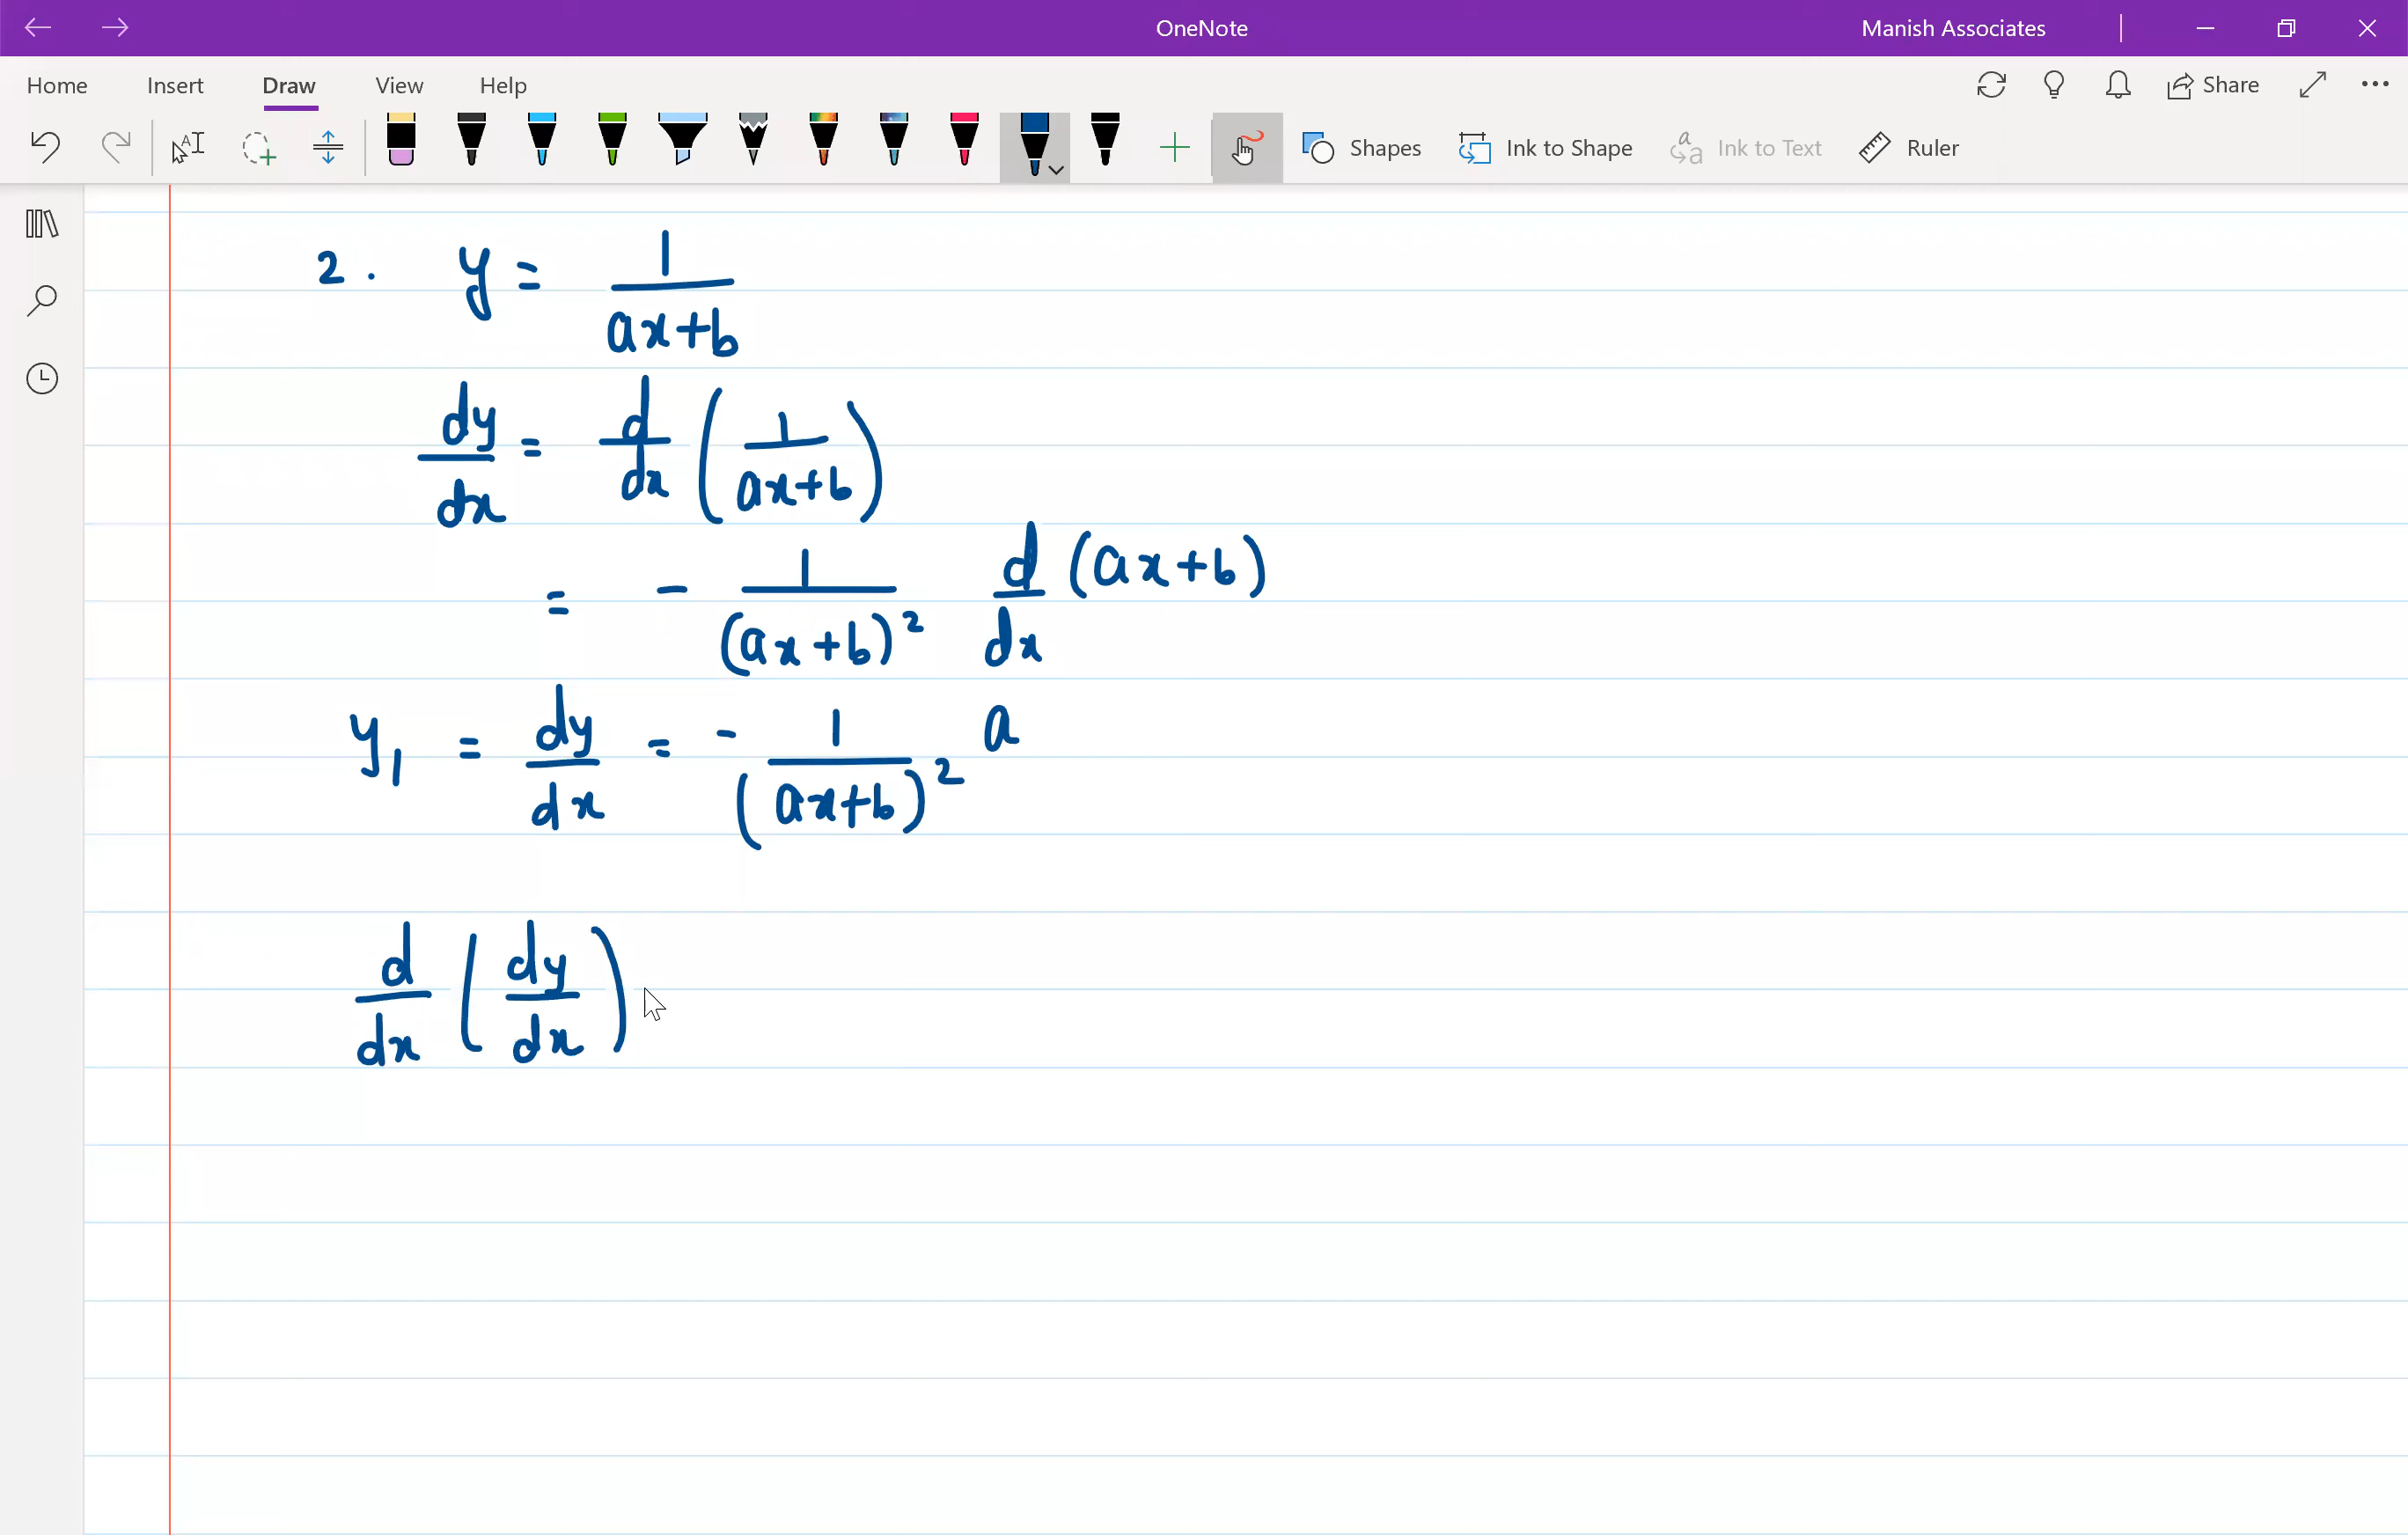 OneNote
Manish Associates
Home Insert Draw View Help
Share
Shapes Ink to Shape Ink to Text Ruler
2. y = 1/(ax+b)
dy/dx = d/dx (1/(ax+b))
= - 1/(ax+b)² d/dx (ax+b)
y₁ = dy/dx = - 1/(ax+b)² a
d/dx (dy/dx)